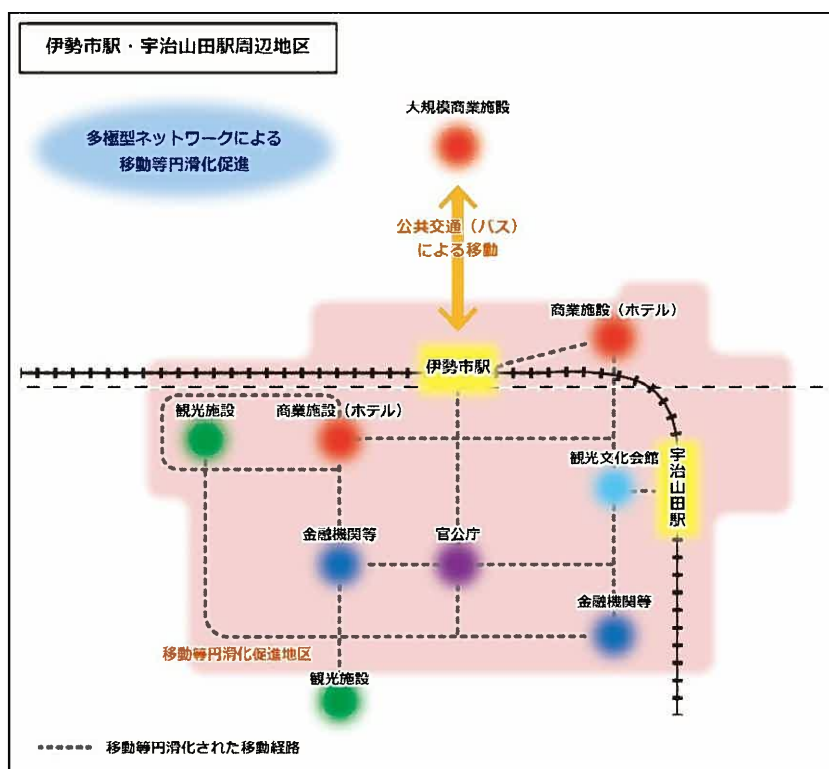 伊勢市駅・宇治山田駅周辺地区
多極型ネットワークによる
移動等円滑化促進
大規模商業施設
公共交通（バス）
による移動
商業施設（ホテル）
伊勢市駅
観光施設
商業施設（ホテル）
観光文化会館
宇治山田駅
金融機関等
官公庁
金融機関等
移動等円滑化促進地区
観光施設
移動等円滑化された移動経路